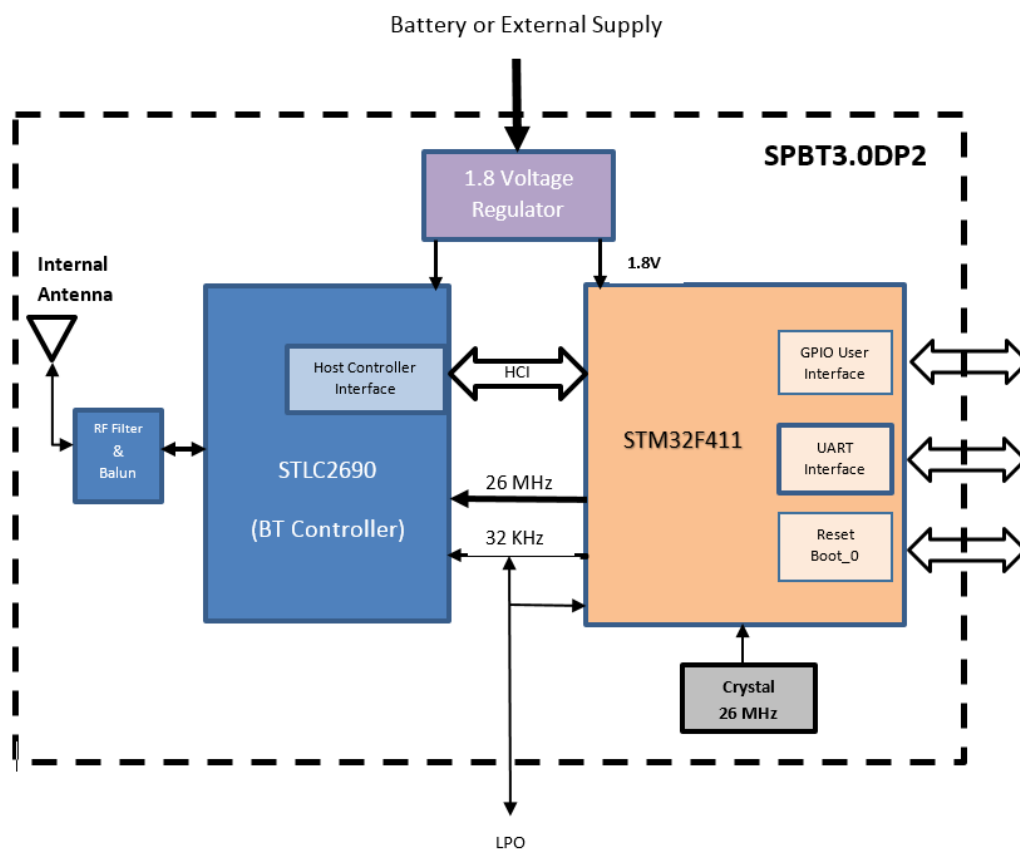 Battery or External Supply
SPBT3.0DP2
1.8 Voltage
Regulator
1.8V
Internal
Antenna
Host Controller
Interface
HCI
GPIO User
Interface
RF Filter
&
Balun
STLC2690
(BT Controller)
STM32F411
UART
Interface
26 MHz
32 KHz
Reset
Boot_0
Crystal
26 MHz
LPO